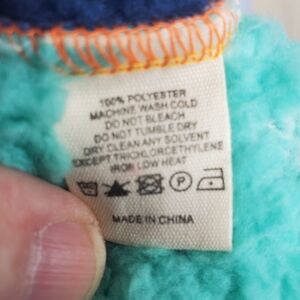 100% POLYESTER
MACHINE WASH COLD
DO NOT BLEACH
DO NOT TUMBLE DRY
DRY CLEAN ANY SOLVENT
EXCEPT TRICHLORCETHYLENE
IRON LOW HEAT
P
MADE IN CHINA